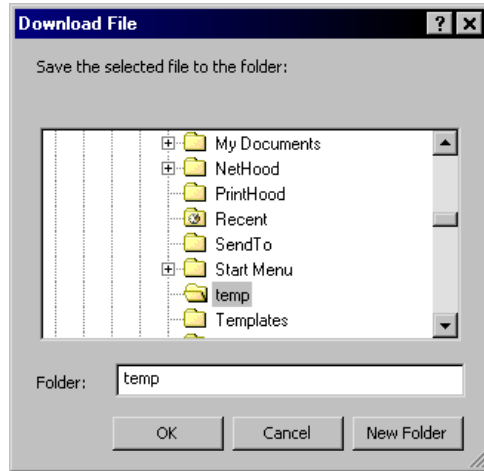 Download File
Save the selected file to the folder:
My Documents
NetHood
PrintHood
Recent
SendTo
Start Menu
temp
Templates
Folder: temp
OK Cancel New Folder